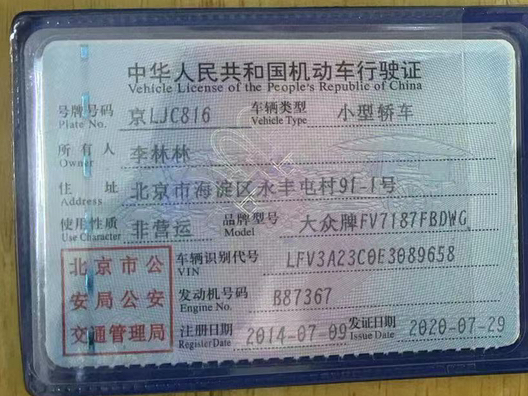 中华人民共和国机动车行驶证
Vehicle License of the People's Republic of China
号牌号码 京LJC816 车辆类型 小型轿车
Plate No. Vehicle Type
所有人 李林林
Owner
住址 北京市海淀区永丰屯村91-1号
Address
使用性质 非营运 品牌型号 大众牌FV7187FBDWG
Use Character Model
车辆识别代号 LFV3A23C0E3089658
VIN
发动机号码 B87367
Engine No.
注册日期 2014-07-09 发证日期 2020-07-29
Register Date Issue Date
北京市公
安局公安
交通管理局